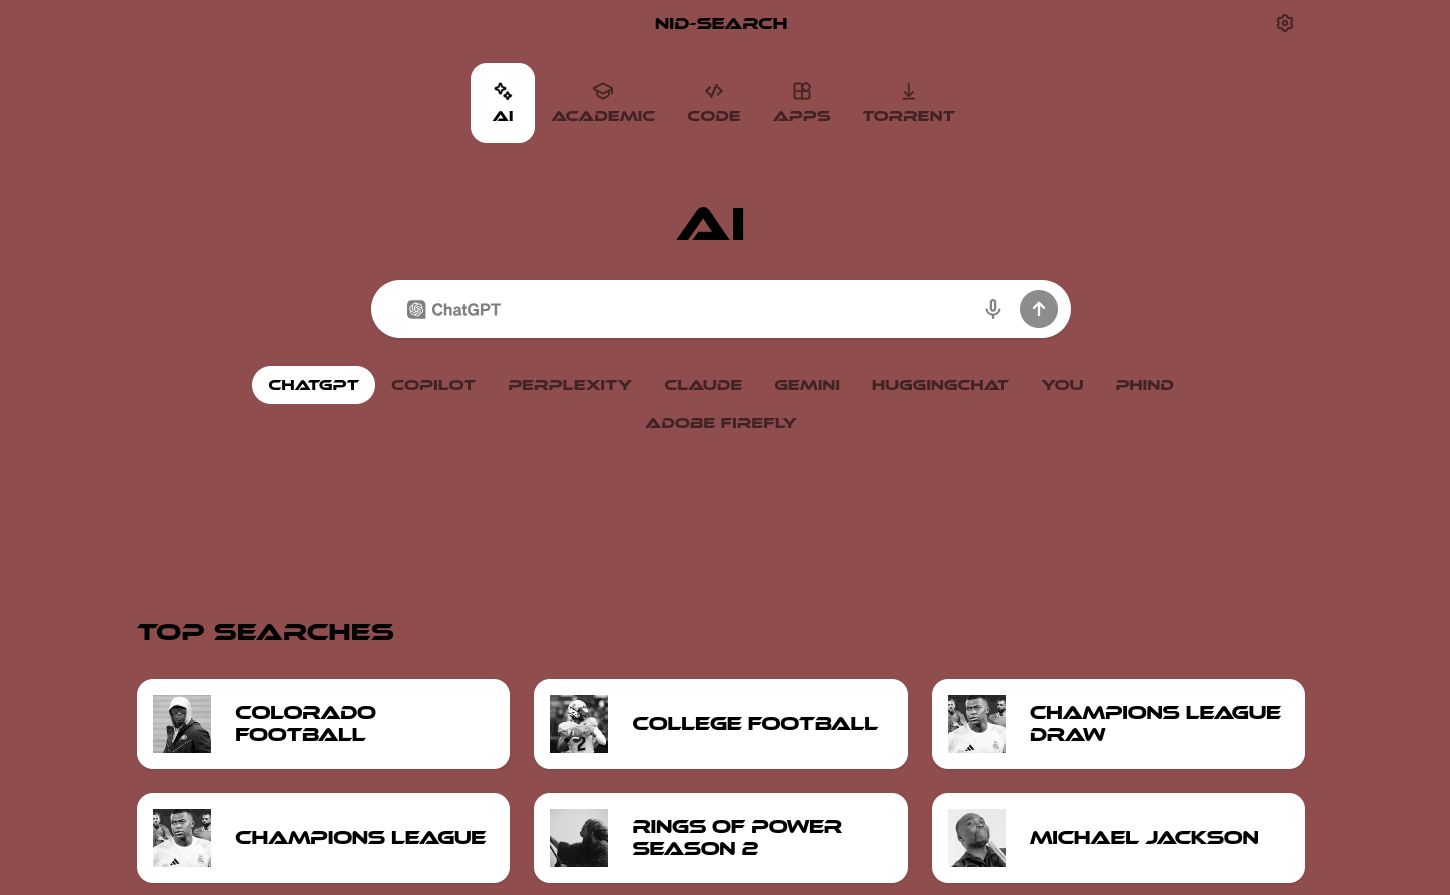 NID-SEARCH
AI
ACADEMIC
CODE
APPS
TORRENT
AI
ChatGPT
CHATGPT
COPILOT
PERPLEXITY
CLAUDE
GEMINI
HUGGINGCHAT
YOU
PHIND
ADOBE FIREFLY
TOP SEARCHES
COLORADO
FOOTBALL
COLLEGE FOOTBALL
CHAMPIONS LEAGUE
DRAW
CHAMPIONS LEAGUE
RINGS OF POWER
SEASON 2
MICHAEL JACKSON